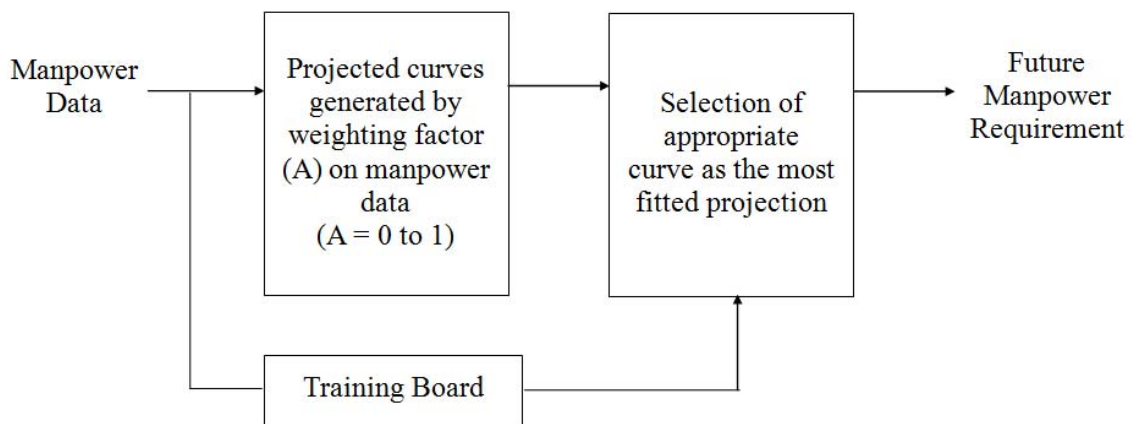 Manpower
Data
Projected curves
generated by
weighting factor
(A) on manpower
data
(A = 0 to 1)
Selection of
appropriate
curve as the most
fitted projection
Future
Manpower
Requirement
Training Board